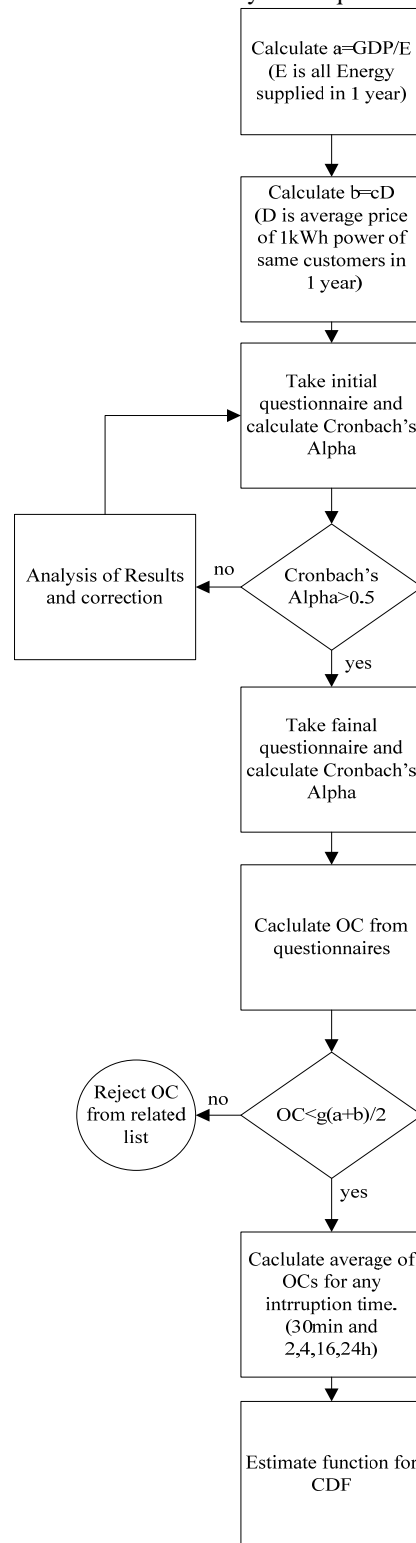 Calculate a=GDP/E
(E is all Energy
supplied in 1 year)
Calculate b=cD
(D is average price
of 1kWh power of
same customers in
1 year)
Take initial
questionnaire and
calculate Cronbach's
Alpha
Analysis of Results
and correction
no
Cronbach's
Alpha>0.5
yes
Take fainal
questionnaire and
calculate Cronbach's
Alpha
Caclulate OC from
questionnaires
Reject OC
from related
list
no
OC<g(a+b)/2
yes
Caclulate average of
OCs for any
intrruption time.
(30min and
2,4,16,24h)
Estimate function for
CDF